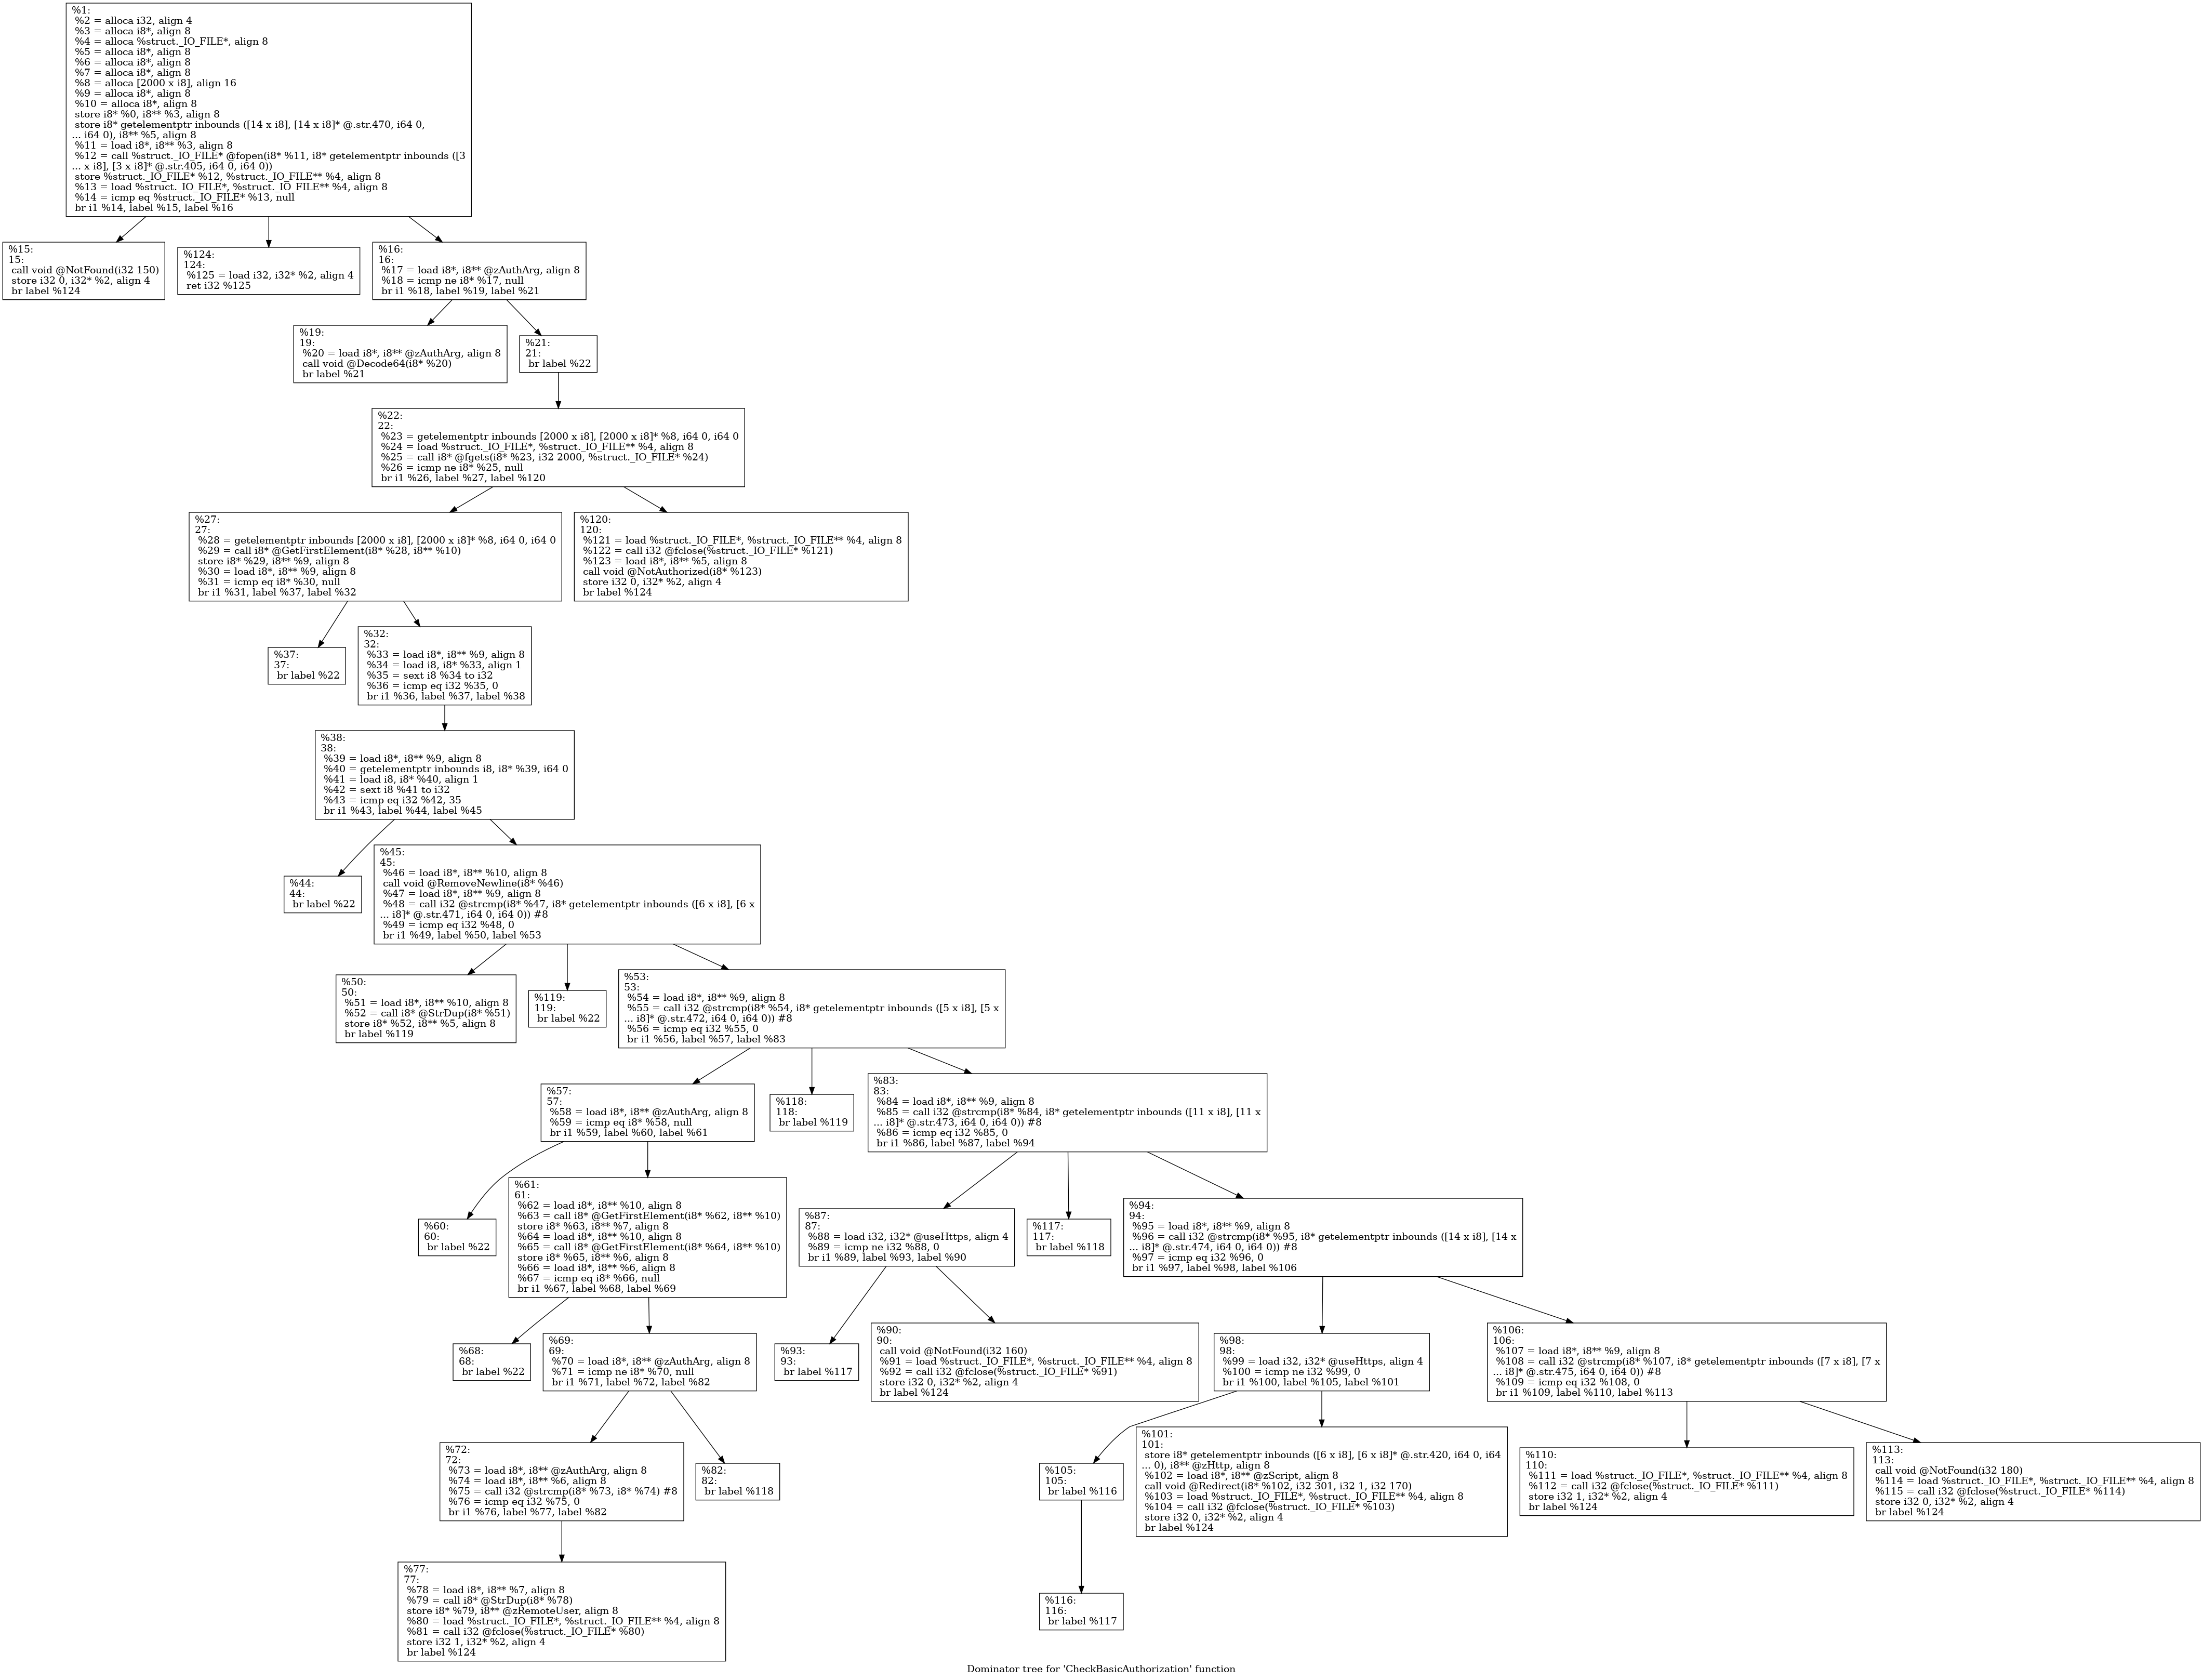 %1:
%2 = alloca i32, align 4
%3 = alloca i8*, align 8
%4 = alloca %struct._IO_FILE*, align 8
%5 = alloca i8*, align 8
%6 = alloca i8*, align 8
%7 = alloca i8*, align 8
%8 = alloca [2000 x i8], align 16
%9 = alloca i8*, align 8
%10 = alloca i8*, align 8
store i8* %0, i8** %3, align 8
store i8* getelementptr inbounds ([14 x i8], [14 x i8]* @.str.470, i64 0,
... i64 0), i8** %5, align 8
%11 = load i8*, i8** %3, align 8
%12 = call %struct._IO_FILE* @fopen(i8* %11, i8* getelementptr inbounds ([3
... x i8], [3 x i8]* @.str.405, i64 0, i64 0))
store %struct._IO_FILE* %12, %struct._IO_FILE** %4, align 8
%13 = load %struct._IO_FILE*, %struct._IO_FILE** %4, align 8
%14 = icmp eq %struct._IO_FILE* %13, null
br i1 %14, label %15, label %16
%15:
15:
call void @NotFound(i32 150)
store i32 0, i32* %2, align 4
br label %124
%124:
124:
%125 = load i32, i32* %2, align 4
ret i32 %125
%16:
16:
%17 = load i8*, i8** @zAuthArg, align 8
%18 = icmp ne i8* %17, null
br i1 %18, label %19, label %21
%19:
19:
%20 = load i8*, i8** @zAuthArg, align 8
call void @Decode64(i8* %20)
br label %21
%21:
21:
br label %22
%22:
22:
%23 = getelementptr inbounds [2000 x i8], [2000 x i8]* %8, i64 0, i64 0
%24 = load %struct._IO_FILE*, %struct._IO_FILE** %4, align 8
%25 = call i8* @fgets(i8* %23, i32 2000, %struct._IO_FILE* %24)
%26 = icmp ne i8* %25, null
br i1 %26, label %27, label %120
%27:
27:
%28 = getelementptr inbounds [2000 x i8], [2000 x i8]* %8, i64 0, i64 0
%29 = call i8* @GetFirstElement(i8* %28, i8** %10)
store i8* %29, i8** %9, align 8
%30 = load i8*, i8** %9, align 8
%31 = icmp eq i8* %30, null
br i1 %31, label %37, label %32
%120:
120:
%121 = load %struct._IO_FILE*, %struct._IO_FILE** %4, align 8
%122 = call i32 @fclose(%struct._IO_FILE* %121)
%123 = load i8*, i8** %5, align 8
call void @NotAuthorized(i8* %123)
store i32 0, i32* %2, align 4
br label %124
%37:
37:
br label %22
%32:
32:
%33 = load i8*, i8** %9, align 8
%34 = load i8, i8* %33, align 1
%35 = sext i8 %34 to i32
%36 = icmp eq i32 %35, 0
br i1 %36, label %37, label %38
%38:
38:
%39 = load i8*, i8** %9, align 8
%40 = getelementptr inbounds i8, i8* %39, i64 0
%41 = load i8, i8* %40, align 1
%42 = sext i8 %41 to i32
%43 = icmp eq i32 %42, 35
br i1 %43, label %44, label %45
%44:
44:
br label %22
%45:
45:
%46 = load i8*, i8** %10, align 8
call void @RemoveNewline(i8* %46)
%47 = load i8*, i8** %9, align 8
%48 = call i32 @strcmp(i8* %47, i8* getelementptr inbounds ([6 x i8], [6 x
... i8]* @.str.471, i64 0, i64 0)) #8
%49 = icmp eq i32 %48, 0
br i1 %49, label %50, label %53
%50:
50:
%51 = load i8*, i8** %10, align 8
%52 = call i8* @StrDup(i8* %51)
store i8* %52, i8** %5, align 8
br label %119
%119:
119:
br label %22
%53:
53:
%54 = load i8*, i8** %9, align 8
%55 = call i32 @strcmp(i8* %54, i8* getelementptr inbounds ([5 x i8], [5 x
... i8]* @.str.472, i64 0, i64 0)) #8
%56 = icmp eq i32 %55, 0
br i1 %56, label %57, label %83
%57:
57:
%58 = load i8*, i8** @zAuthArg, align 8
%59 = icmp eq i8* %58, null
br i1 %59, label %60, label %61
%118:
118:
br label %119
%83:
83:
%84 = load i8*, i8** %9, align 8
%85 = call i32 @strcmp(i8* %84, i8* getelementptr inbounds ([11 x i8], [11 x
... i8]* @.str.473, i64 0, i64 0)) #8
%86 = icmp eq i32 %85, 0
br i1 %86, label %87, label %94
%60:
60:
br label %22
%61:
61:
%62 = load i8*, i8** %10, align 8
%63 = call i8* @GetFirstElement(i8* %62, i8** %10)
store i8* %63, i8** %7, align 8
%64 = load i8*, i8** %10, align 8
%65 = call i8* @GetFirstElement(i8* %64, i8** %10)
store i8* %65, i8** %6, align 8
%66 = load i8*, i8** %6, align 8
%67 = icmp eq i8* %66, null
br i1 %67, label %68, label %69
%87:
87:
%88 = load i32, i32* @useHttps, align 4
%89 = icmp ne i32 %88, 0
br i1 %89, label %93, label %90
%117:
117:
br label %118
%94:
94:
%95 = load i8*, i8** %9, align 8
%96 = call i32 @strcmp(i8* %95, i8* getelementptr inbounds ([14 x i8], [14 x
... i8]* @.str.474, i64 0, i64 0)) #8
%97 = icmp eq i32 %96, 0
br i1 %97, label %98, label %106
%68:
68:
br label %22
%69:
69:
%70 = load i8*, i8** @zAuthArg, align 8
%71 = icmp ne i8* %70, null
br i1 %71, label %72, label %82
%93:
93:
br label %117
%90:
90:
call void @NotFound(i32 160)
%91 = load %struct._IO_FILE*, %struct._IO_FILE** %4, align 8
%92 = call i32 @fclose(%struct._IO_FILE* %91)
store i32 0, i32* %2, align 4
br label %124
%98:
98:
%99 = load i32, i32* @useHttps, align 4
%100 = icmp ne i32 %99, 0
br i1 %100, label %105, label %101
%106:
106:
%107 = load i8*, i8** %9, align 8
%108 = call i32 @strcmp(i8* %107, i8* getelementptr inbounds ([7 x i8], [7 x
... i8]* @.str.475, i64 0, i64 0)) #8
%109 = icmp eq i32 %108, 0
br i1 %109, label %110, label %113
%72:
72:
%73 = load i8*, i8** @zAuthArg, align 8
%74 = load i8*, i8** %6, align 8
%75 = call i32 @strcmp(i8* %73, i8* %74) #8
%76 = icmp eq i32 %75, 0
br i1 %76, label %77, label %82
%82:
82:
br label %118
%105:
105:
br label %116
%101:
101:
store i8* getelementptr inbounds ([6 x i8], [6 x i8]* @.str.420, i64 0, i64
... 0), i8** @zHttp, align 8
%102 = load i8*, i8** @zScript, align 8
call void @Redirect(i8* %102, i32 301, i32 1, i32 170)
%103 = load %struct._IO_FILE*, %struct._IO_FILE** %4, align 8
%104 = call i32 @fclose(%struct._IO_FILE* %103)
store i32 0, i32* %2, align 4
br label %124
%110:
110:
%111 = load %struct._IO_FILE*, %struct._IO_FILE** %4, align 8
%112 = call i32 @fclose(%struct._IO_FILE* %111)
store i32 1, i32* %2, align 4
br label %124
%113:
113:
call void @NotFound(i32 180)
%114 = load %struct._IO_FILE*, %struct._IO_FILE** %4, align 8
%115 = call i32 @fclose(%struct._IO_FILE* %114)
store i32 0, i32* %2, align 4
br label %124
%77:
77:
%78 = load i8*, i8** %7, align 8
%79 = call i8* @StrDup(i8* %78)
store i8* %79, i8** @zRemoteUser, align 8
%80 = load %struct._IO_FILE*, %struct._IO_FILE** %4, align 8
%81 = call i32 @fclose(%struct._IO_FILE* %80)
store i32 1, i32* %2, align 4
br label %124
%116:
116:
br label %117
Dominator tree for 'CheckBasicAuthorization' function